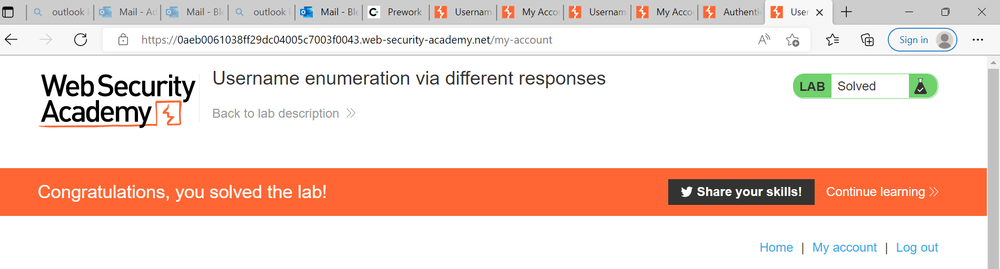 outlook Mail - Ad Mail - Ble outlook Mail - Ble Prework Usernam My Acco Usernam My Acco Authenti User
https://0aeb0061038ff29dc04005c7003f0043.web-security-academy.net/my-account Sign in
Web Security
Academy
Username enumeration via different responses
Back to lab description
LAB Solved
Congratulations, you solved the lab! Share your skills! Continue learning
Home | My account | Log out